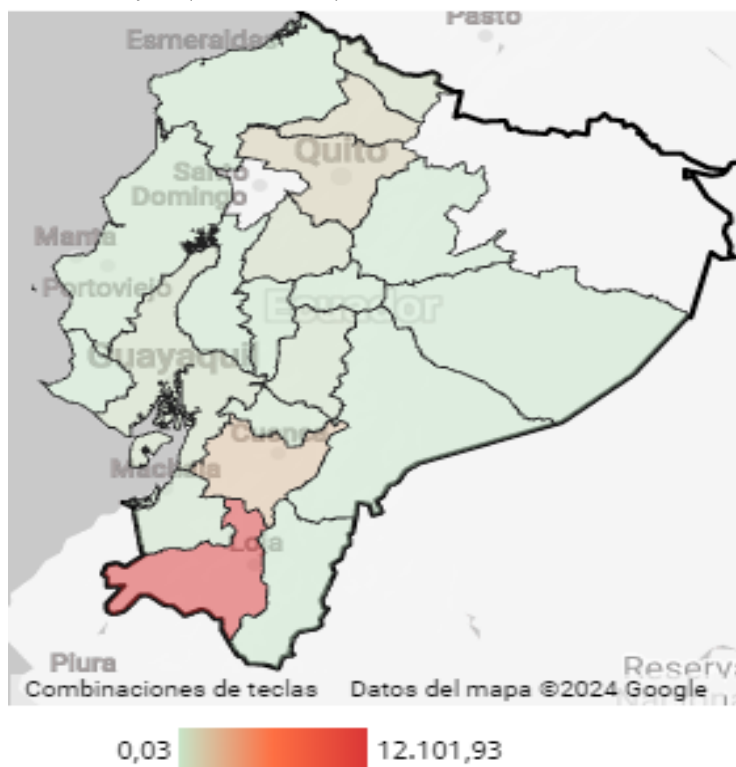 Pasto
Esmeraldas
Quito
Santo
Domingo
Manta
Portoviejo
Ecuador
Guayaquil
Cuenca
Machala
Loja
Piura
Reserva
Combinaciones de teclas Datos del mapa ©2024 Google
0,03 12.101,93